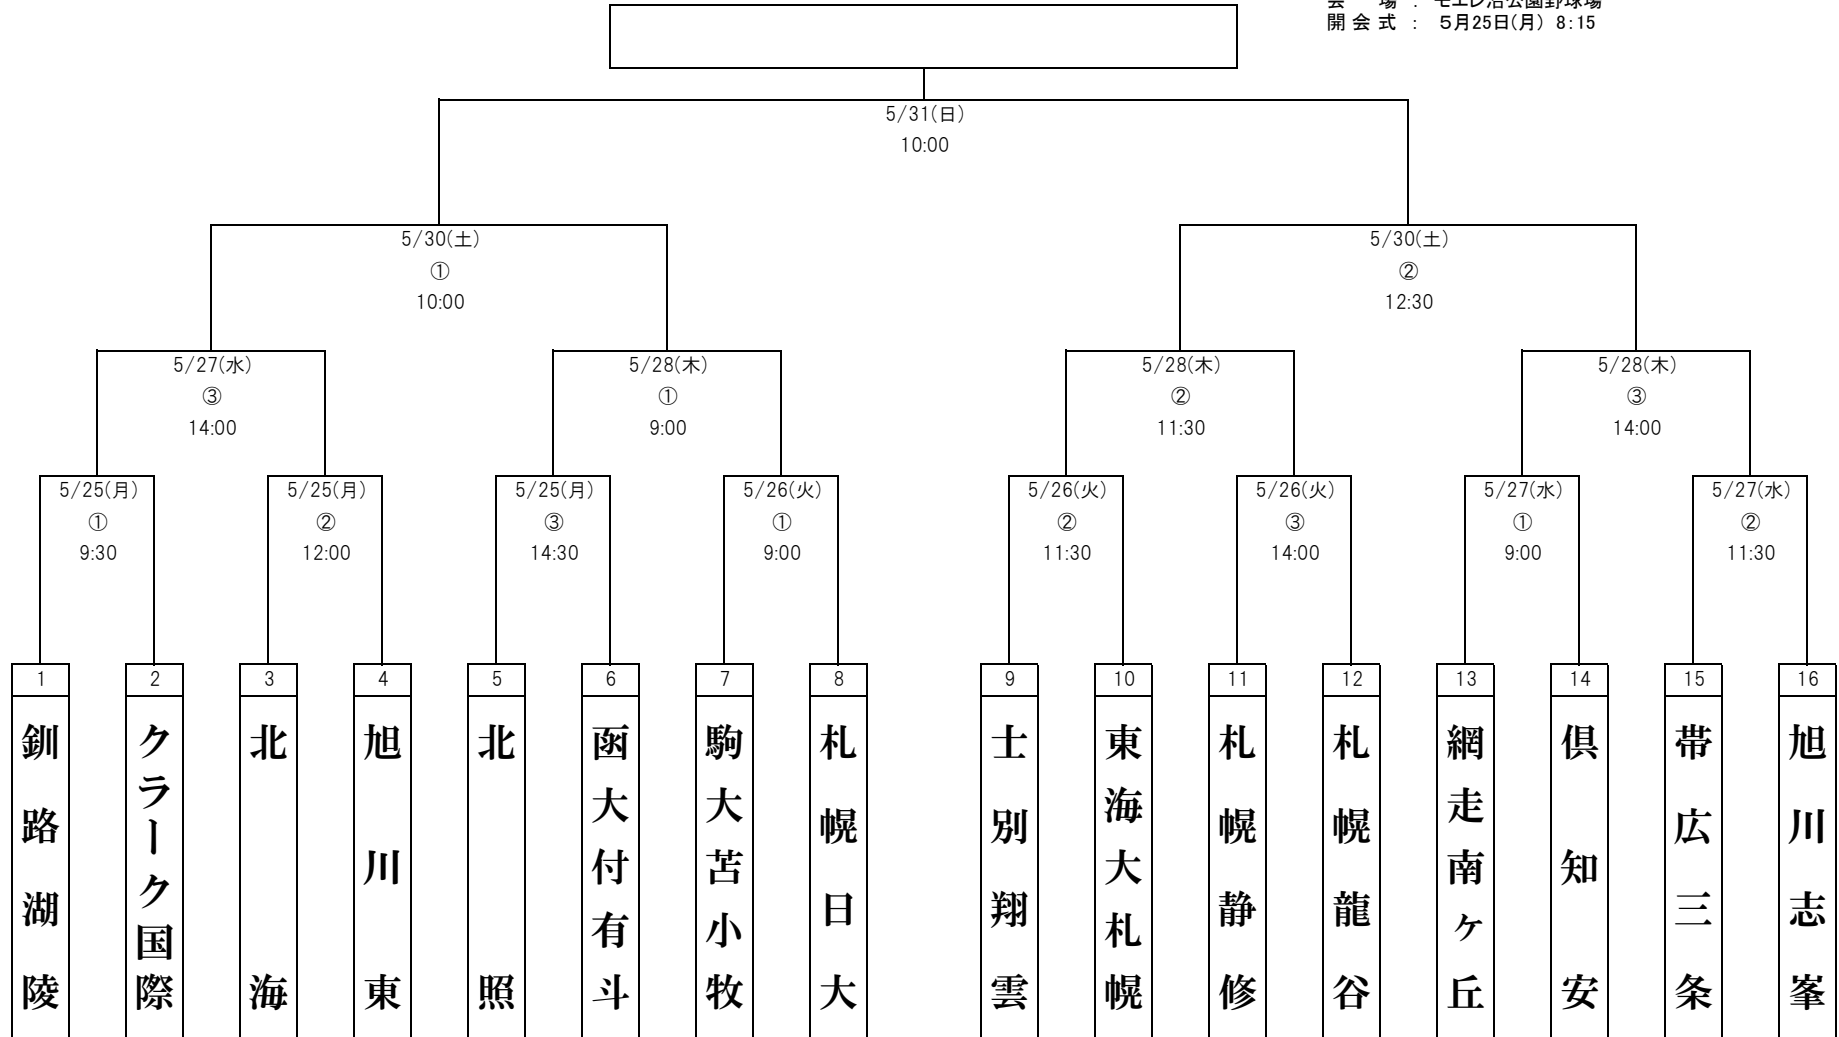 会　場 : モエレ沼公園野球場
開会式 : 5月25日(月) 8:15
5/31(日)
10:00
5/30(土)
①
10:00
5/30(土)
②
12:30
5/27(水)
③
14:00
5/28(木)
①
9:00
5/28(木)
②
11:30
5/28(木)
③
14:00
5/25(月)
①
9:30
5/25(月)
②
12:00
5/25(月)
③
14:30
5/26(火)
①
9:00
5/26(火)
②
11:30
5/26(火)
③
14:00
5/27(水)
①
9:00
5/27(水)
②
11:30
1
釧路湖陵
2
クラーク国際
3
北海
4
旭川東
5
北照
6
函大付有斗
7
駒大苫小牧
8
札幌日大
9
士別翔雲
10
東海大札幌
11
札幌静修
12
札幌龍谷
13
網走南ヶ丘
14
倶知安
15
帯広三条
16
旭川志峯